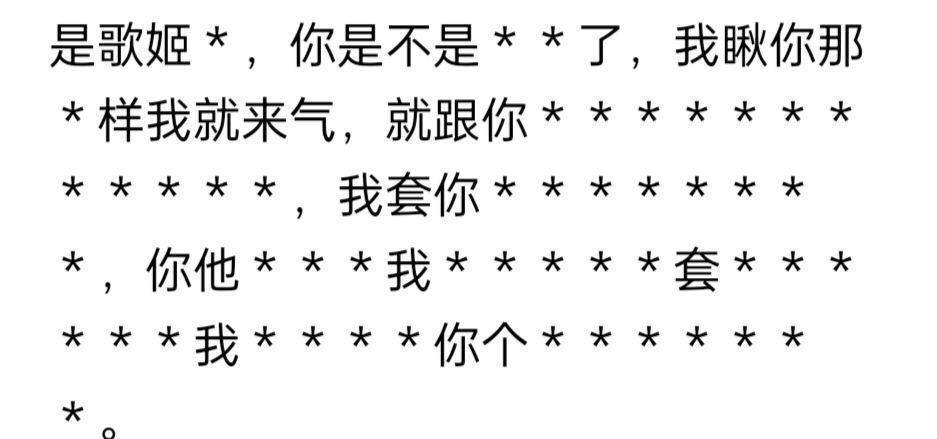 是歌姬 * ，你是不是 * * 了，我瞅你那
* 样我就来气，就跟你 * * * * * * *
* * * * * ，我套你 * * * * * * *
* ，你他 * * * 我 * * * * * 套 * * *
* * * 我 * * * * 你个 * * * * * *
* 。